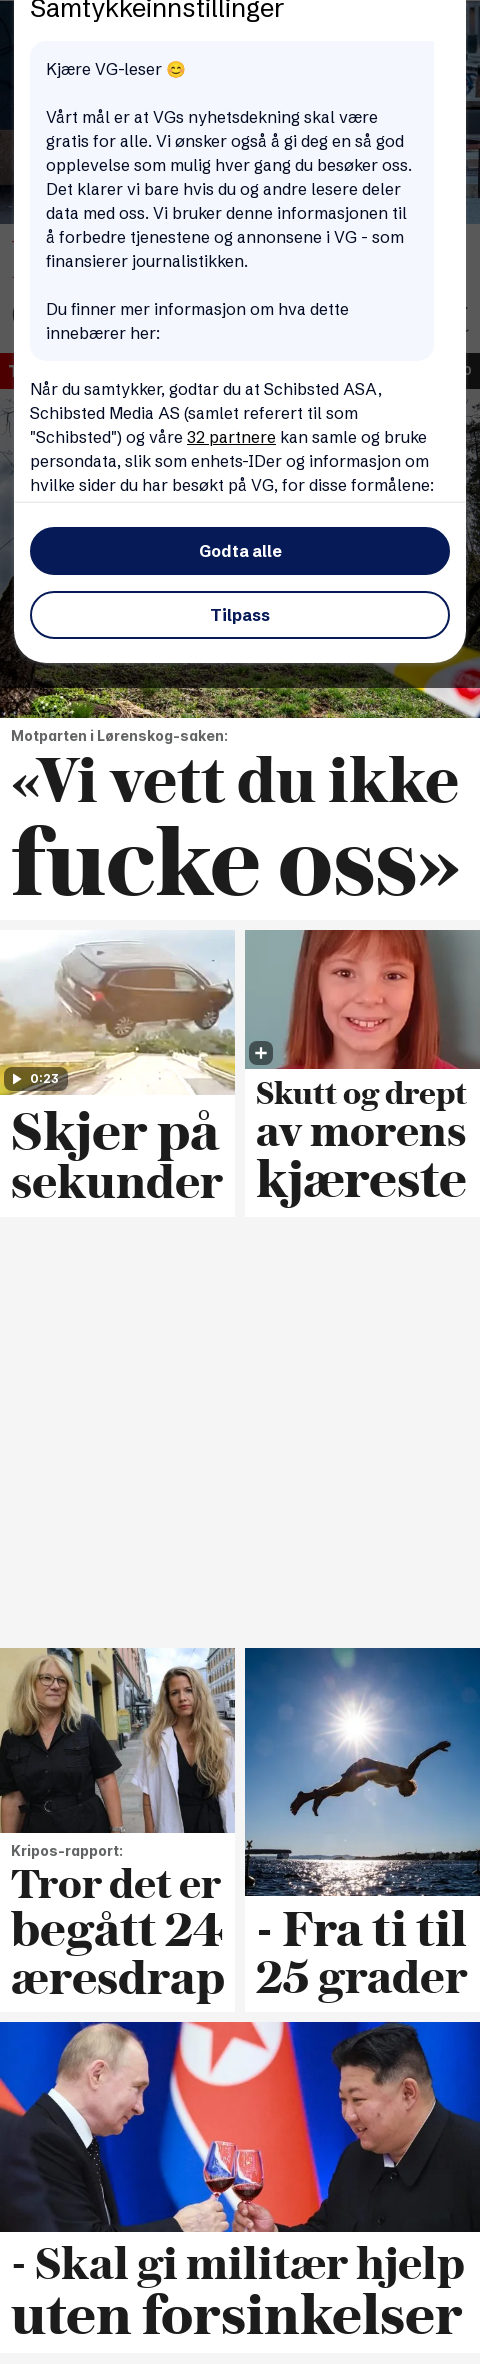 Samtykkeinnstillinger
Kjære VG-leser 😊
Vårt mål er at VGs nyhetsdekning skal være
gratis for alle. Vi ønsker også å gi deg en så god
opplevelse som mulig hver gang du besøker oss.
Det klarer vi bare hvis du og andre lesere deler
data med oss. Vi bruker denne informasjonen til
å forbedre tjenestene og annonsene i VG - som
finansierer journalistikken.
Du finner mer informasjon om hva dette
innebærer her:
Når du samtykker, godtar du at Schibsted ASA,
Schibsted Media AS (samlet referert til som
"Schibsted") og våre 32 partnere kan samle og bruke
persondata, slik som enhets-IDer og informasjon om
hvilke sider du har besøkt på VG, for disse formålene:
Godta alle
Tilpass
Motparten i Lørenskog-saken:
«Vi vett du ikke
fucke oss»
0:23
Skjer på
sekunder
Skutt og drept
av morens
kjæreste
Kripos-rapport:
Tror det er
begått 24
æresdrap
- Fra ti til
25 grader
- Skal gi militær hjelp
uten forsinkelser